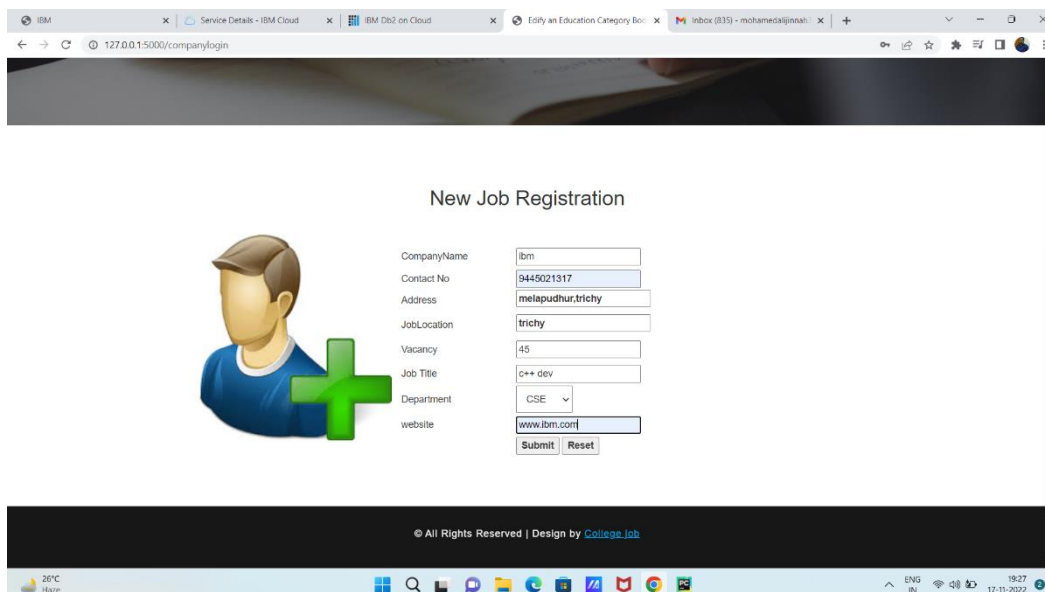 IBM
Service Details - IBM Cloud
IBM Db2 on Cloud
Edify an Education Category Boo
Inbox (835) - mohamedalijinnah
127.0.0.1:5000/companylogin
New Job Registration
CompanyName ibm
Contact No 9445021317
Address melapudhur,trichy
JobLocation trichy
Vacancy 45
Job Title c++ dev
Department CSE
website www.ibm.com
Submit Reset
© All Rights Reserved | Design by College job
26°C
Haze
ENG
IN
19:27
17-11-2022
2